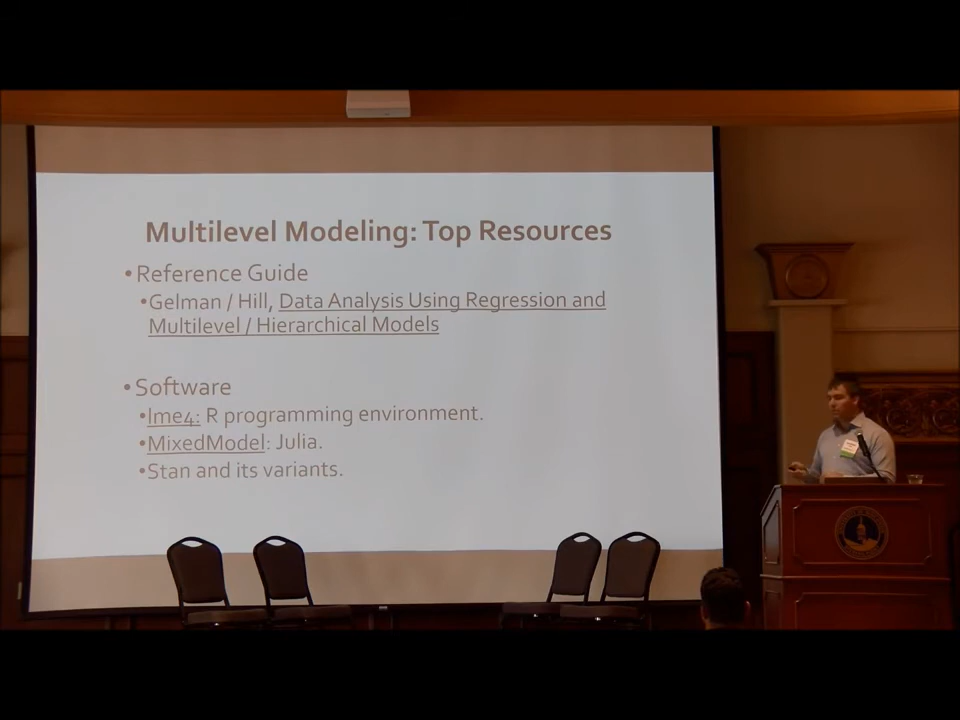 Multilevel Modeling: Top Resources
•Reference Guide
•Gelman / Hill, Data Analysis Using Regression and
Multilevel / Hierarchical Models
•Software
•lme4: R programming environment.
•MixedModel: Julia.
•Stan and its variants.